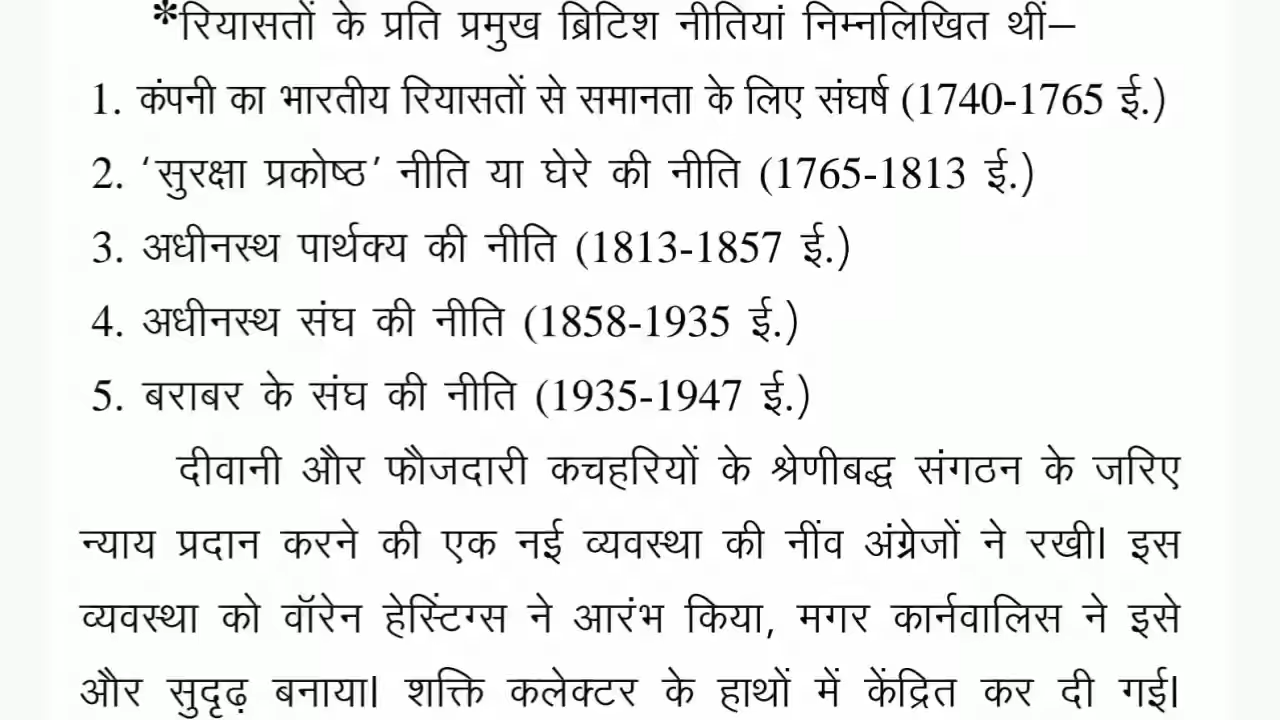 *रियासतों के प्रति प्रमुख ब्रिटिश नीतियां निम्नलिखित थीं–
1. कंपनी का भारतीय रियासतों से समानता के लिए संघर्ष (1740-1765 ई.)
2. ‘सुरक्षा प्रकोष्ठ’ नीति या घेरे की नीति (1765-1813 ई.)
3. अधीनस्थ पार्थक्य की नीति (1813-1857 ई.)
4. अधीनस्थ संघ की नीति (1858-1935 ई.)
5. बराबर के संघ की नीति (1935-1947 ई.)
दीवानी और फौजदारी कचहरियों के श्रेणीबद्ध संगठन के जरिए
न्याय प्रदान करने की एक नई व्यवस्था की नींव अंग्रेजों ने रखी। इस
व्यवस्था को वॉरेन हेस्टिंग्स ने आरंभ किया, मगर कार्नवालिस ने इसे
और सुदृढ़ बनाया। शक्ति कलेक्टर के हाथों में केंद्रित कर दी गई।